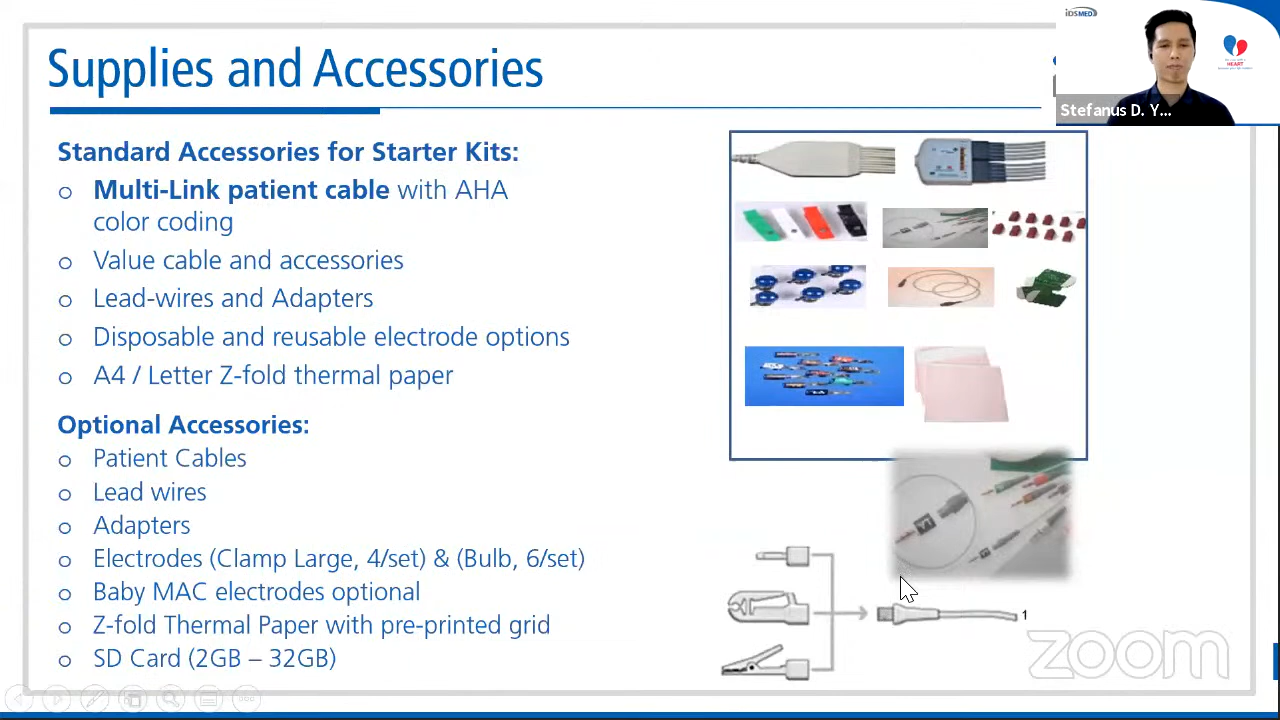 Supplies and Accessories
iDSMED
HEART
Stefanus D. Y...
Standard Accessories for Starter Kits:
o Multi-Link patient cable with AHA
color coding
o Value cable and accessories
o Lead-wires and Adapters
o Disposable and reusable electrode options
o A4 / Letter Z-fold thermal paper
Optional Accessories:
o Patient Cables
o Lead wires
o Adapters
o Electrodes (Clamp Large, 4/set) & (Bulb, 6/set)
o Baby MAC electrodes optional
o Z-fold Thermal Paper with pre-printed grid
o SD Card (2GB – 32GB)
LA
1
zoom